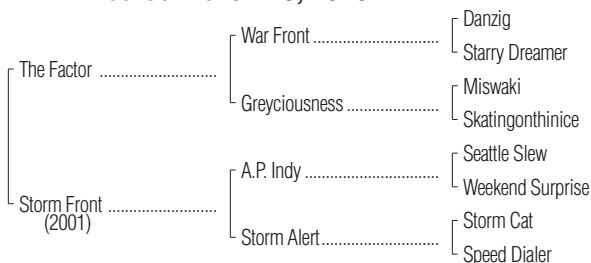 War Front
Danzig
Starry Dreamer
The Factor
Greyciousness
Miswaki
Skatingonthinice
A.P. Indy
Seattle Slew
Weekend Surprise
Storm Front
(2001)
Storm Alert
Storm Cat
Speed Dialer